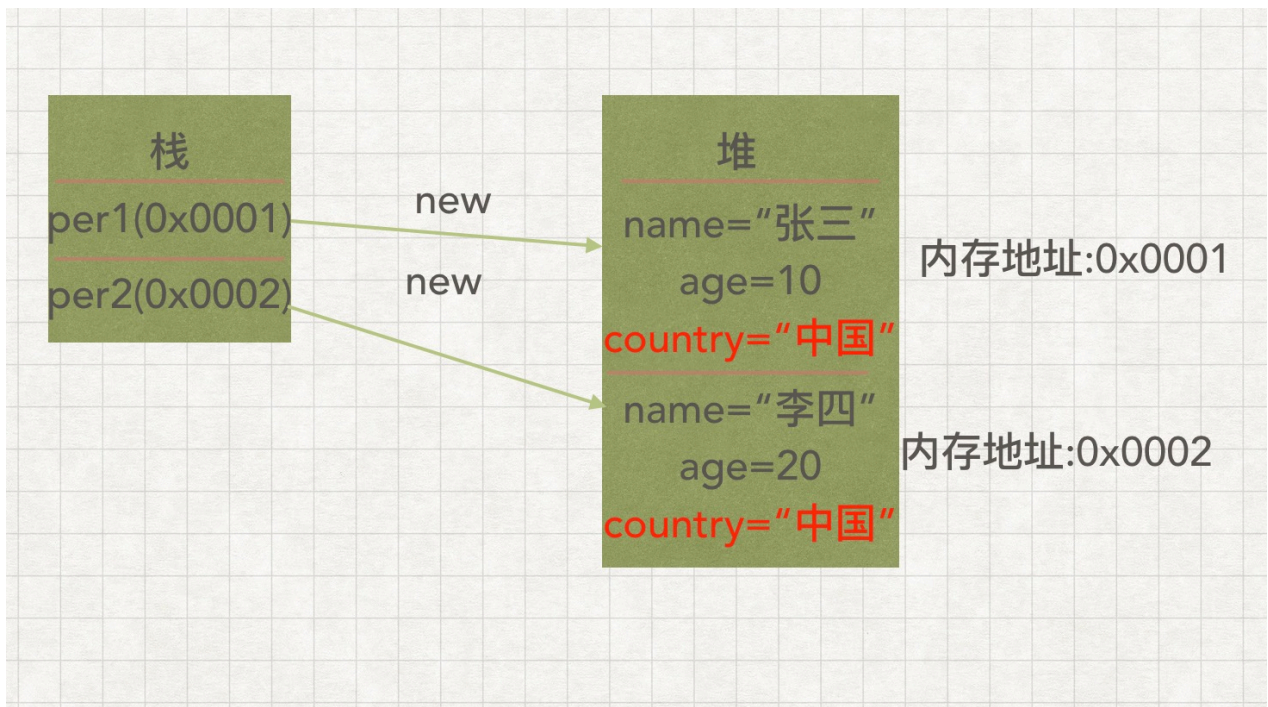 栈
per1(0x0001)
per2(0x0002)
new
new
堆
name=“张三”
age=10
country=“中国”
name=“李四”
age=20
country=“中国”
内存地址:0x0001
内存地址:0x0002